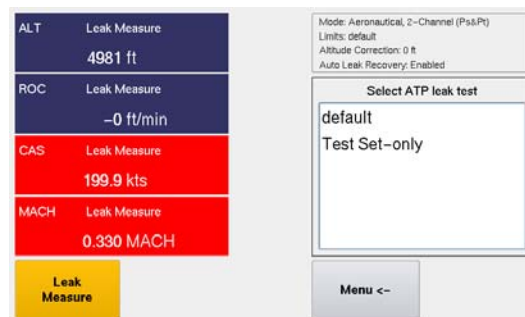 ALT Leak Measure
4981 ft
ROC Leak Measure
−0 ft/min
CAS Leak Measure
199.9 kts
MACH Leak Measure
0.330 MACH
Leak
Measure
Mode: Aeronautical, 2−Channel (Ps&Pt)
Limits: default
Altitude Correction: 0 ft
Auto Leak Recovery: Enabled
Select ATP leak test
default
Test Set−only
Menu <−